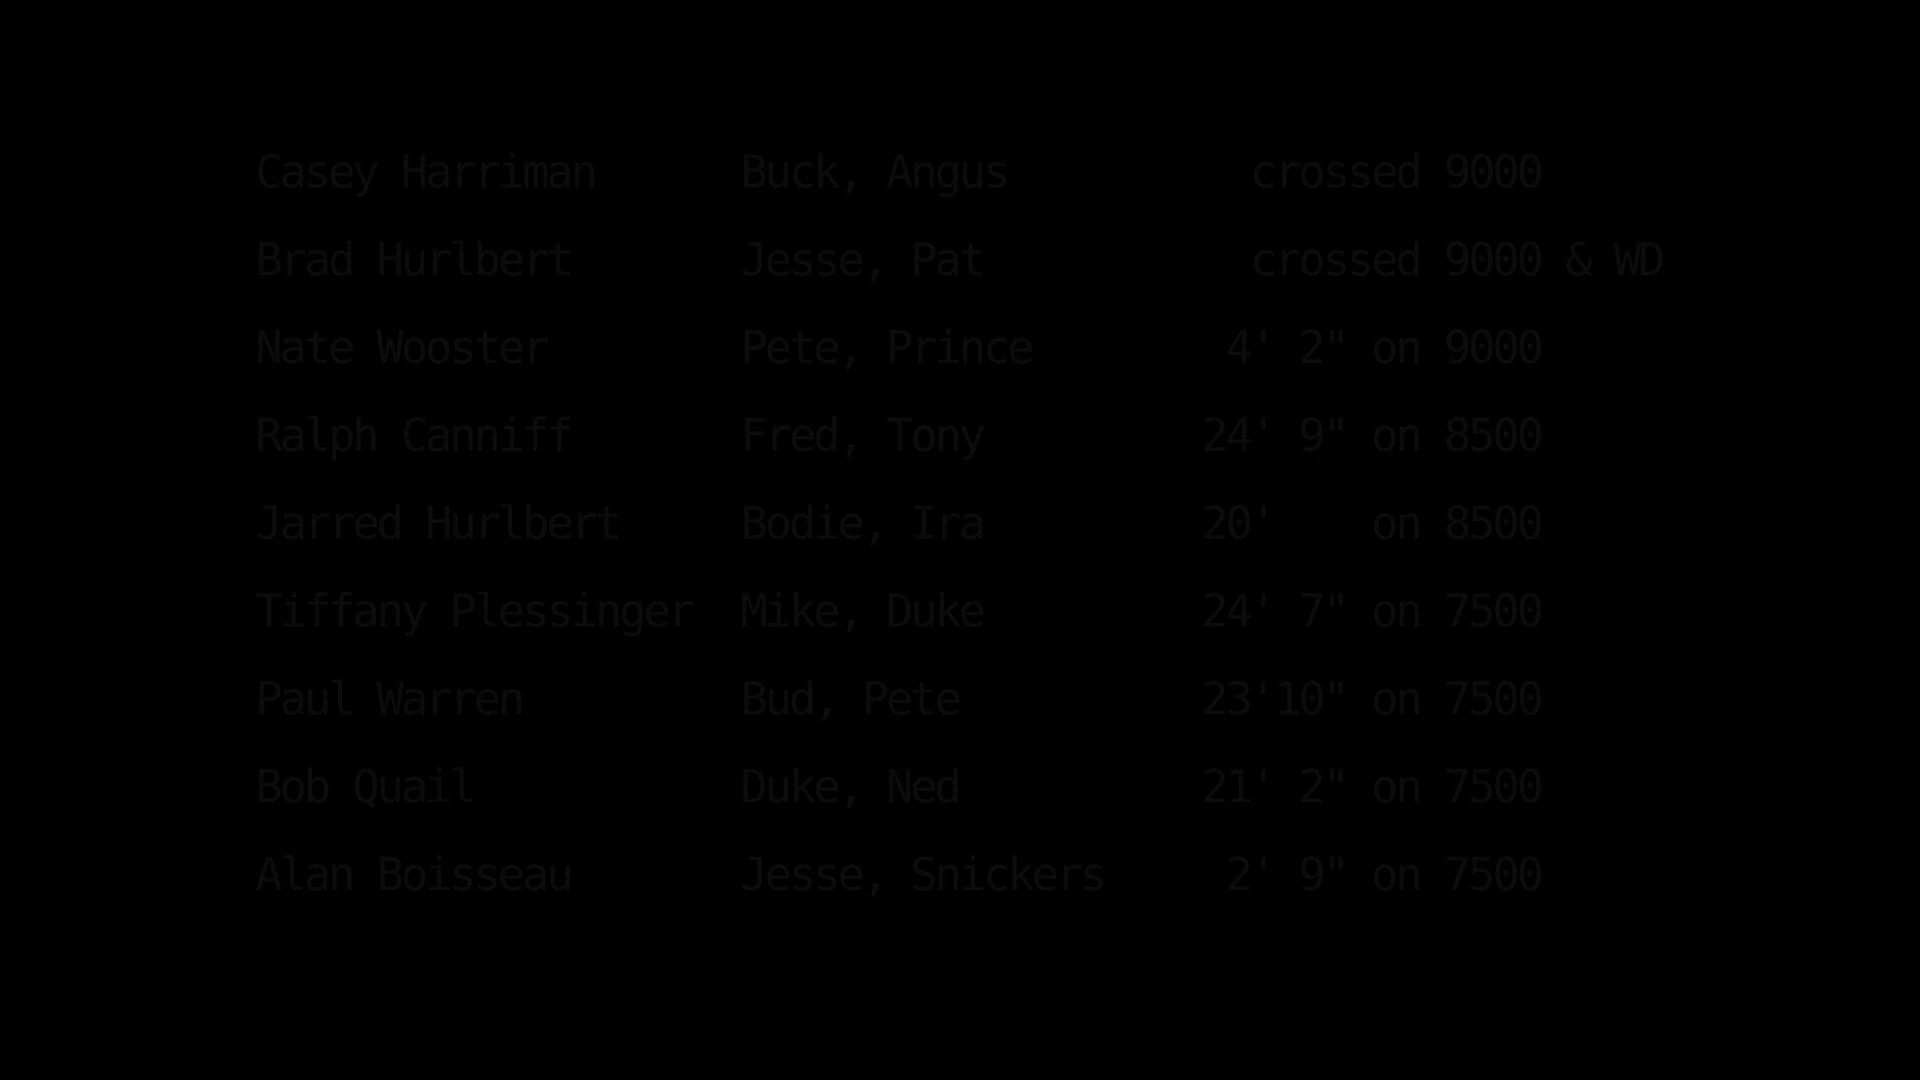 Casey Harriman Buck, Angus crossed 9000
Brad Hurlbert Jesse, Pat crossed 9000 & WD
Nate Wooster Pete, Prince 4' 2" on 9000
Ralph Canniff Fred, Tony 24' 9" on 8500
Jarred Hurlbert Bodie, Ira 20' on 8500
Tiffany Plessinger Mike, Duke 24' 7" on 7500
Paul Warren Bud, Pete 23'10" on 7500
Bob Quail Duke, Ned 21' 2" on 7500
Alan Boisseau Jesse, Snickers 2' 9" on 7500